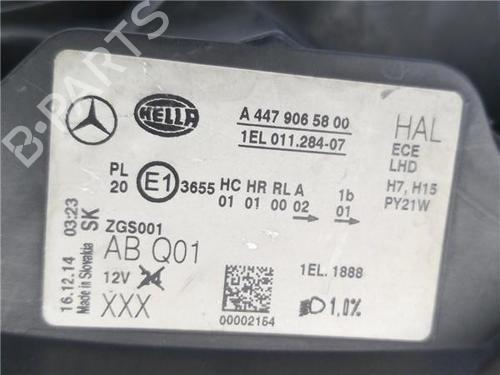 HELLA
A 447 906 58 00
1EL 011.284-07
HAL
ECE
LHD
H7, H15
PY21W
PL
20
E1
3655
HC HR RL A
01 01 00 02
1b
01
ZGS001
AB Q01
12V
XXX
16.12.14 03:23
Made in Slovakia SK
00002154
1EL.1888
1,0%
B-PARTS